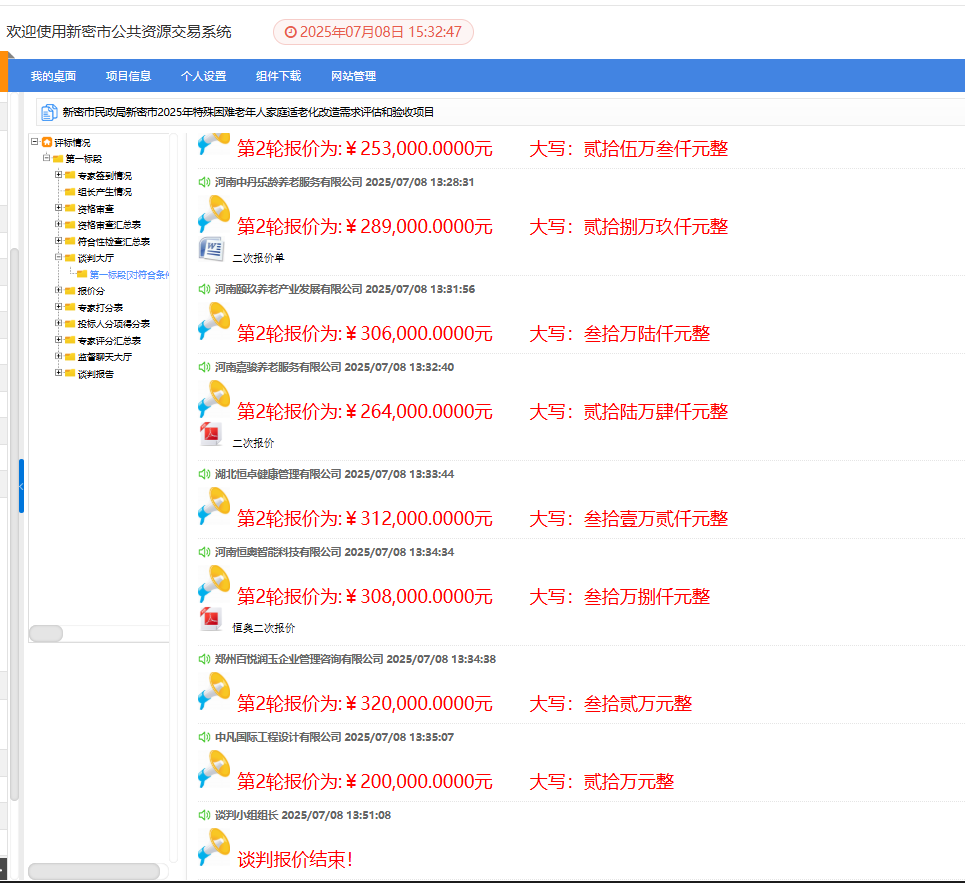 欢迎使用新密市公共资源交易系统
2025年07月08日 15:32:47
我的桌面 项目信息 个人设置 组件下载 网站管理
新密市民政局新密市2025年特殊困难老年人家庭适老化改造需求评估和验收项目
评标情况
第一标段
专家签到情况
组长产生情况
资格审查
资格审查汇总表
符合性检查汇总表
谈判大厅
第一标段[对符合条件
报价分
专家打分表
投标人分项得分表
专家评分汇总表
监督聊天大厅
谈判报告
第2轮报价为:¥253,000.0000元 大写：贰拾伍万叁仟元整
河南中丹乐龄养老服务有限公司 2025/07/08 13:28:31
第2轮报价为:¥289,000.0000元 大写：贰拾捌万玖仟元整
二次报价单
河南颐玖养老产业发展有限公司 2025/07/08 13:31:56
第2轮报价为:¥306,000.0000元 大写：叁拾万陆仟元整
河南嘉骏养老服务有限公司 2025/07/08 13:32:40
第2轮报价为:¥264,000.0000元 大写：贰拾陆万肆仟元整
二次报价
湖北恒卓健康管理有限公司 2025/07/08 13:33:44
第2轮报价为:¥312,000.0000元 大写：叁拾壹万贰仟元整
河南恒奥智能科技有限公司 2025/07/08 13:34:34
第2轮报价为:¥308,000.0000元 大写：叁拾万捌仟元整
恒奥二次报价
郑州百悦润玉企业管理咨询有限公司 2025/07/08 13:34:38
第2轮报价为:¥320,000.0000元 大写：叁拾贰万元整
中凡国际工程设计有限公司 2025/07/08 13:35:07
第2轮报价为:¥200,000.0000元 大写：贰拾万元整
谈判小组组长 2025/07/08 13:51:08
谈判报价结束！